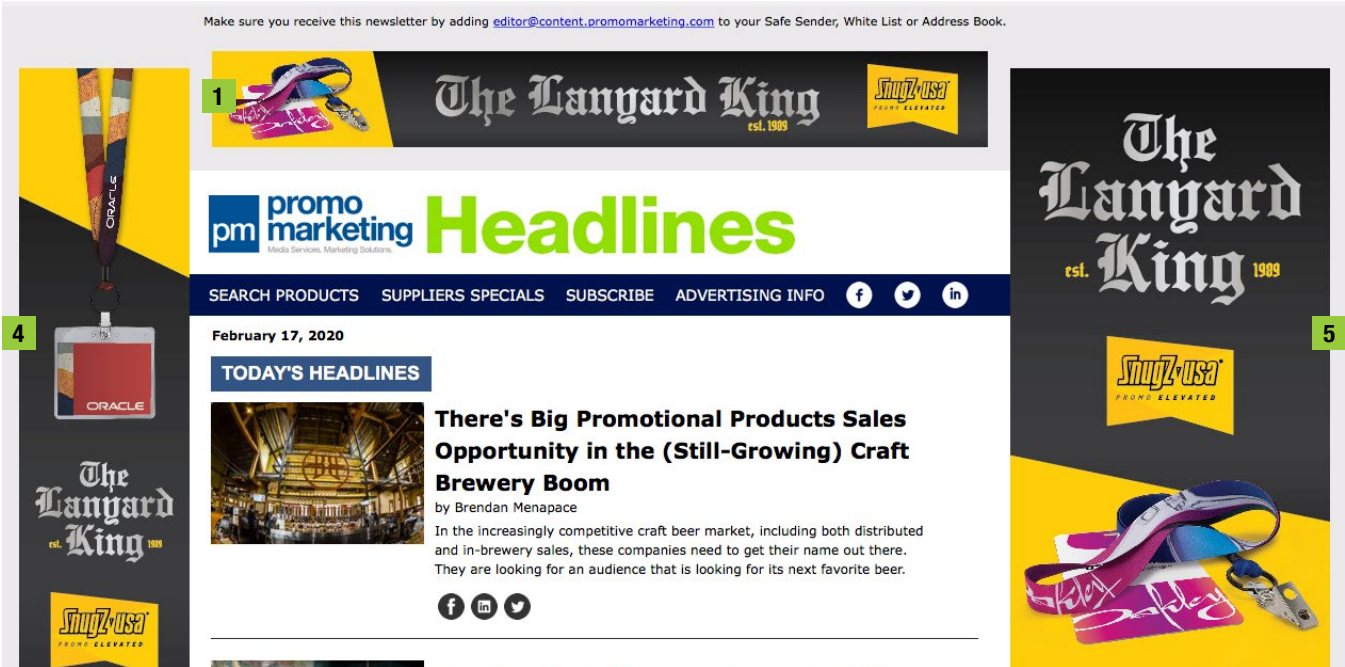 Make sure you receive this newsletter by adding editor@content.promomarketing.com to your Safe Sender, White List or Address Book.
1
The Lanyard King
est. 1989
SnugZ·usa
PROMO ELEVATED
ORACLE
4
ORACLE
The
Lanyard
est. King 1989
SnugZ·usa
PROMO ELEVATED
pm promo marketing
Media Services. Marketing Solutions.
Headlines
SEARCH PRODUCTS SUPPLIERS SPECIALS SUBSCRIBE ADVERTISING INFO
February 17, 2020
TODAY'S HEADLINES
There's Big Promotional Products Sales
Opportunity in the (Still-Growing) Craft
Brewery Boom
by Brendan Menapace
In the increasingly competitive craft beer market, including both distributed
and in-brewery sales, these companies need to get their name out there.
They are looking for an audience that is looking for its next favorite beer.
The
Lanyard
est. King 1989
5
SnugZ·usa
PROMO ELEVATED
Oakley
Oakley